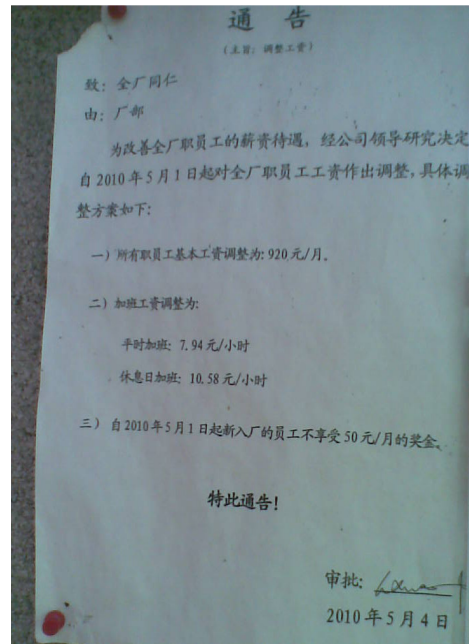 通告
（主旨：调整工资）
致：全厂同仁
由：厂部
为改善全厂职员工的薪资待遇，经公司领导研究决定
自2010年5月1日起对全厂职员工工资作出调整，具体调
整方案如下：
一）所有职员工基本工资调整为：920元/月。
二）加班工资调整为：
平时加班：7.94元/小时
休息日加班：10.58元/小时
三）自2010年5月1日起新入厂的员工不享受50元/月的奖金。
特此通告！
审批：
2010年5月4日